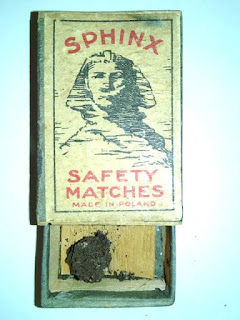 SPHINX
SAFETY
MATCHES
MADE IN POLAND